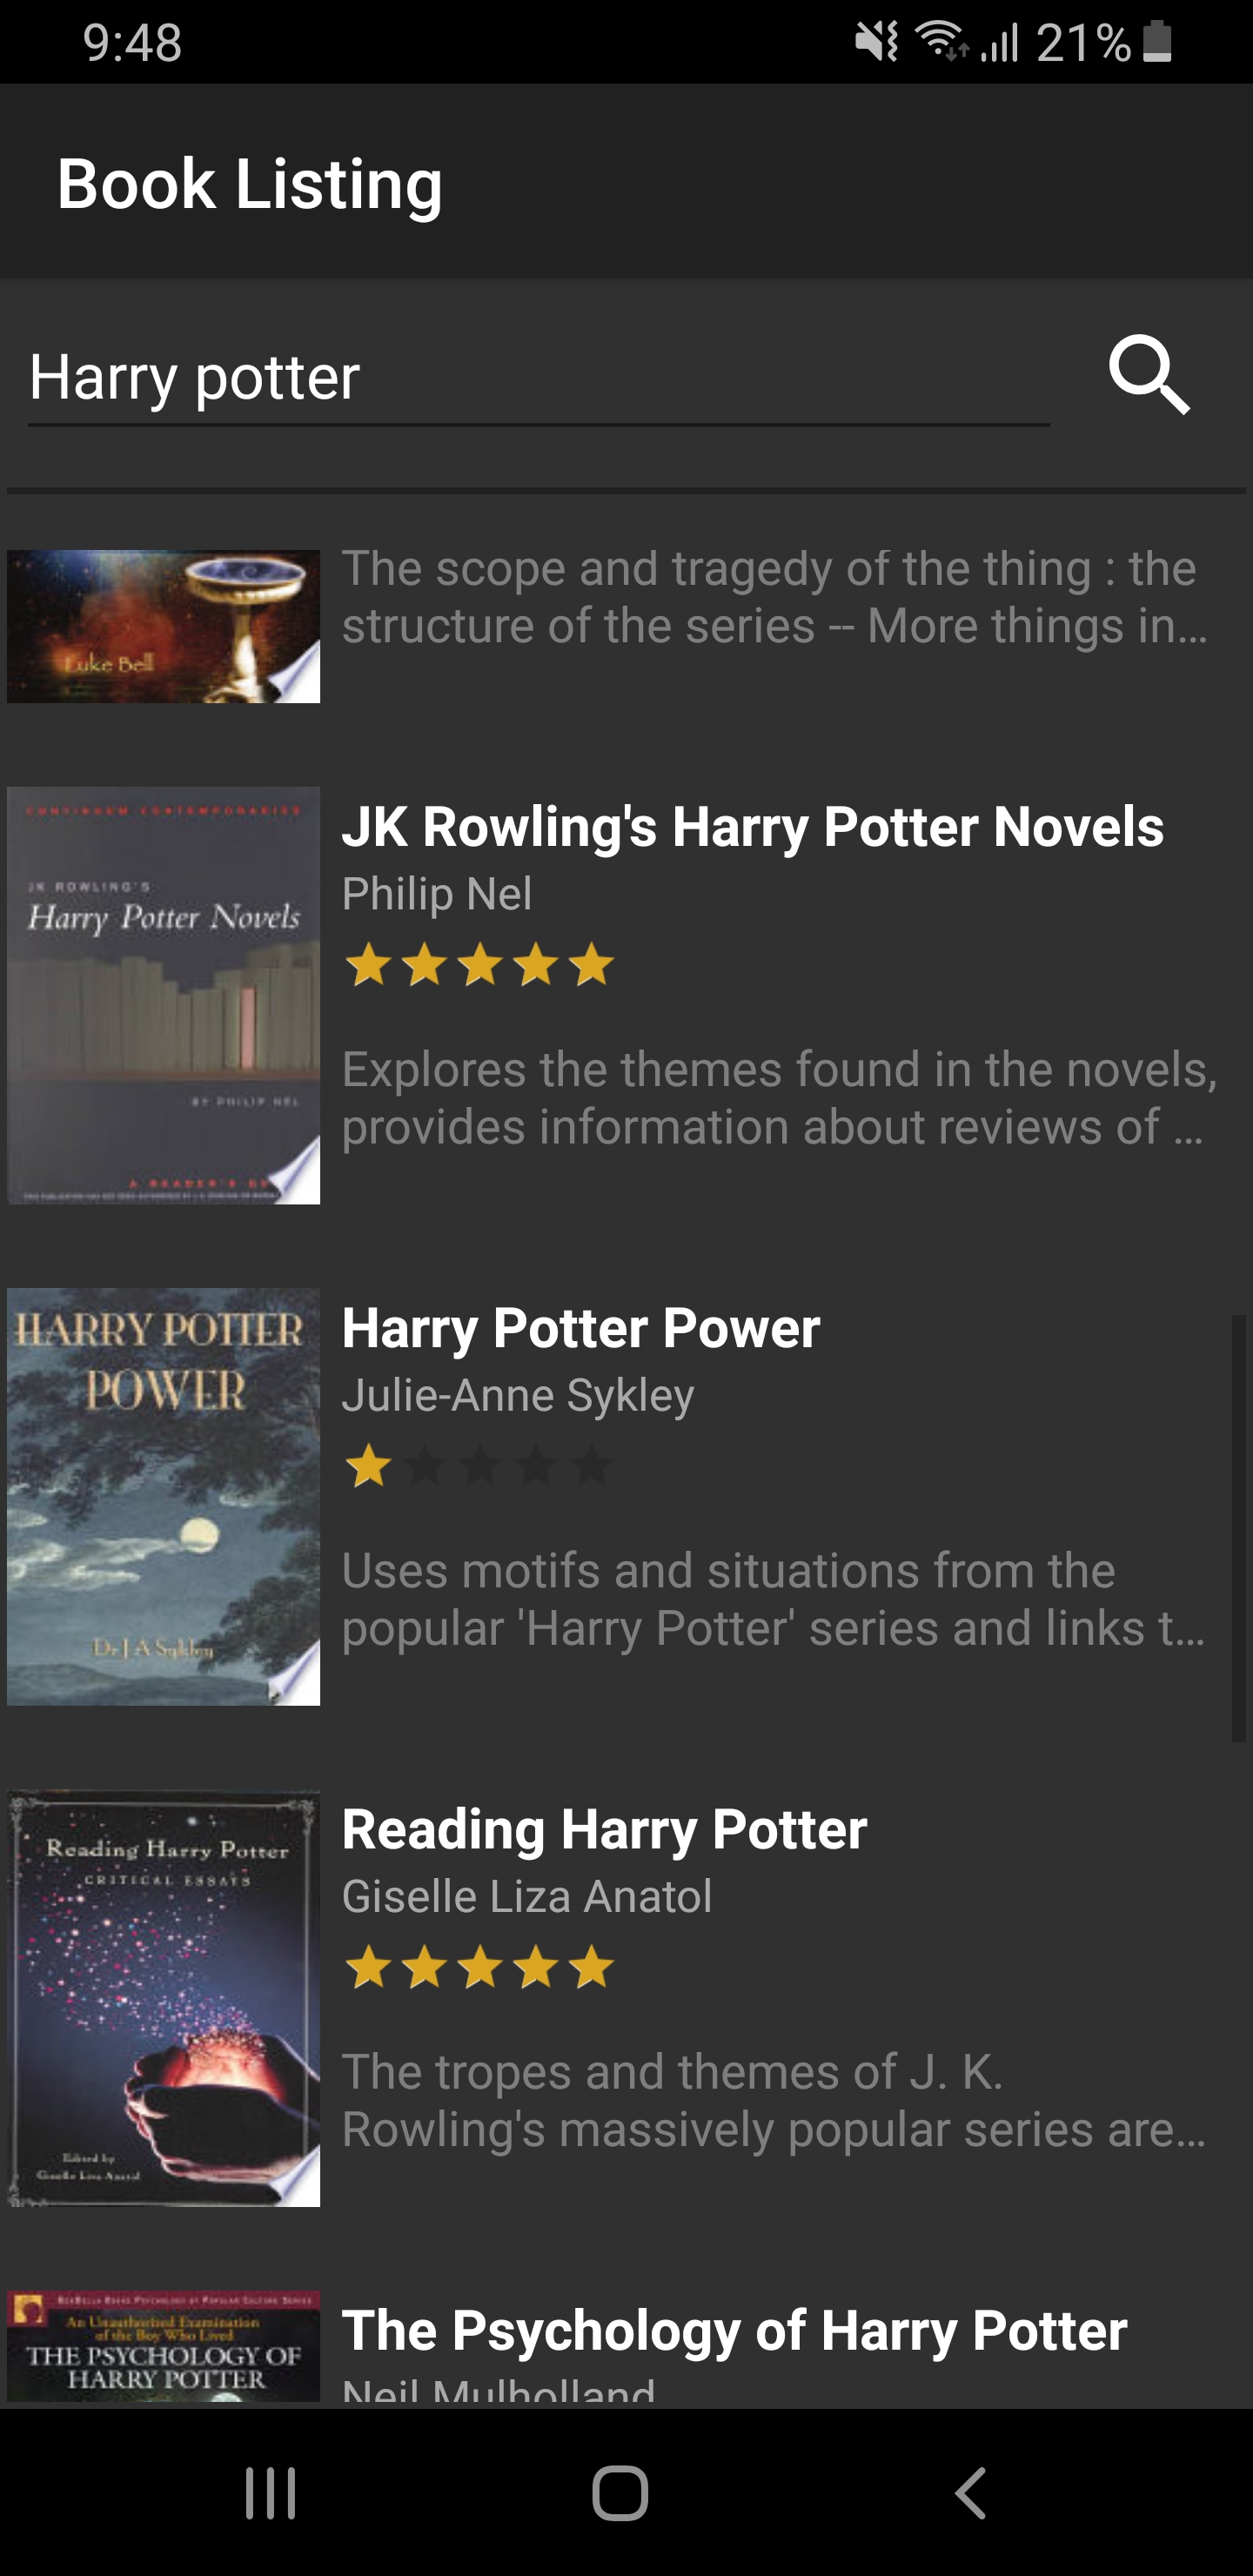 9:48
21%
Book Listing
Harry potter
Luke Bell
The scope and tragedy of the thing : the
structure of the series -- More things in…
CONTINUUM CONTEMPORARIES
JK ROWLING'S
Harry Potter Novels
BY PHILIP NEL
JK Rowling's Harry Potter Novels
Philip Nel
Explores the themes found in the novels,
provides information about reviews of …
HARRY POTTER
POWER
Dr J A Sykley
Harry Potter Power
Julie-Anne Sykley
Uses motifs and situations from the
popular 'Harry Potter' series and links t…
Reading Harry Potter
CRITICAL ESSAYS
Edited by
Giselle Liza Anatol
Reading Harry Potter
Giselle Liza Anatol
The tropes and themes of J. K.
Rowling's massively popular series are…
An Unauthorized Examination
of the Boy Who Lived
THE PSYCHOLOGY OF
HARRY POTTER
The Psychology of Harry Potter
Neil Mulholland